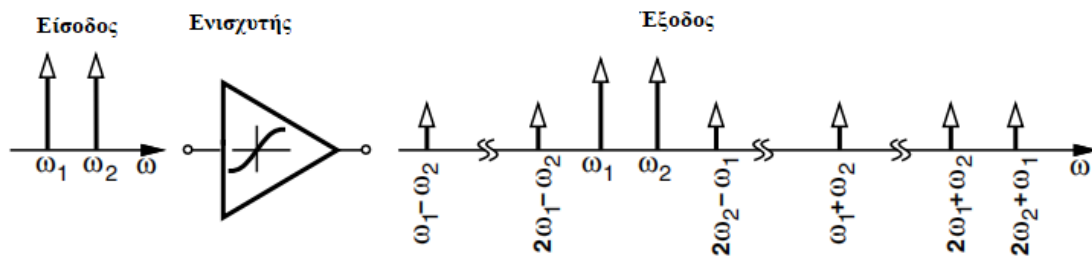 Είσοδος
Ενισχυτής
Έξοδος
ω1 ω2 ω
ω1−ω2
2ω1−ω2
ω1
ω2
2ω2−ω1
ω1+ω2
2ω1+ω2
2ω2+ω1
ω